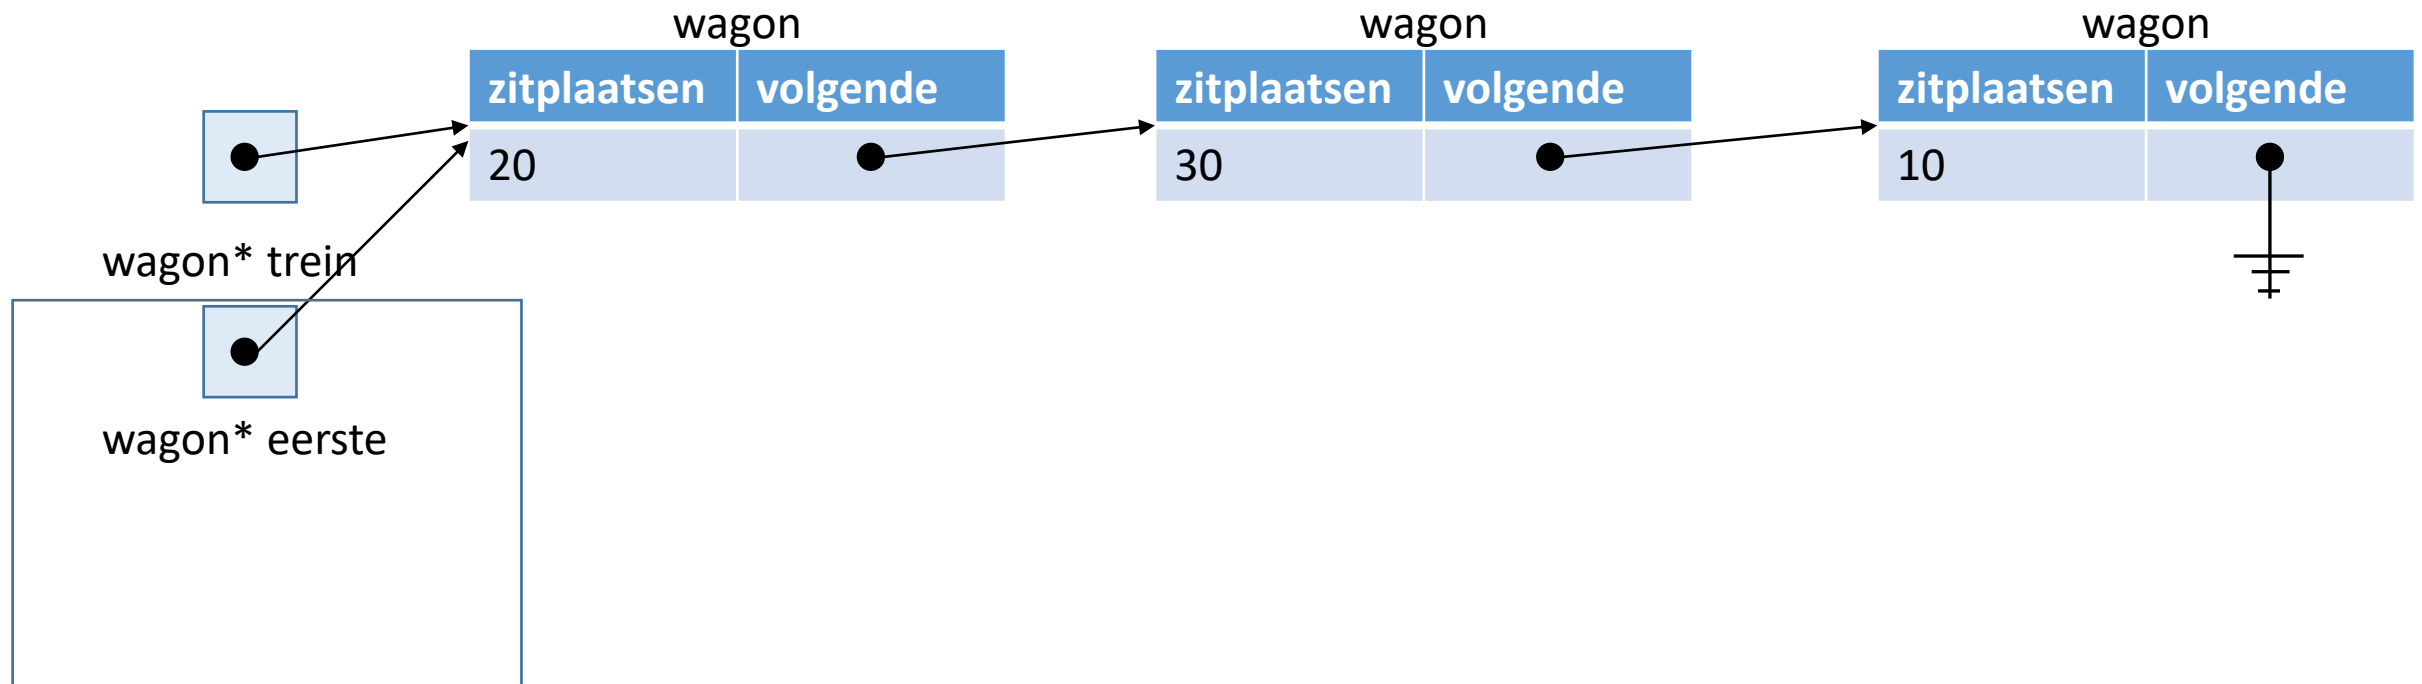 wagon wagon wagon
zitplaatsen volgende zitplaatsen volgende zitplaatsen volgende
20 30 10
wagon* trein
wagon* eerste